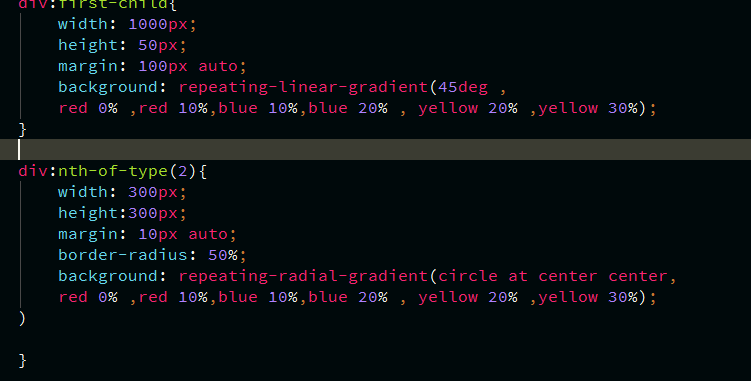 div:first-child{
width: 1000px;
height: 50px;
margin: 100px auto;
background: repeating-linear-gradient(45deg ,
red 0% ,red 10%,blue 10%,blue 20% , yellow 20% ,yellow 30%);
}
div:nth-of-type(2){
width: 300px;
height:300px;
margin: 10px auto;
border-radius: 50%;
background: repeating-radial-gradient(circle at center center,
red 0% ,red 10%,blue 10%,blue 20% , yellow 20% ,yellow 30%);
)
}